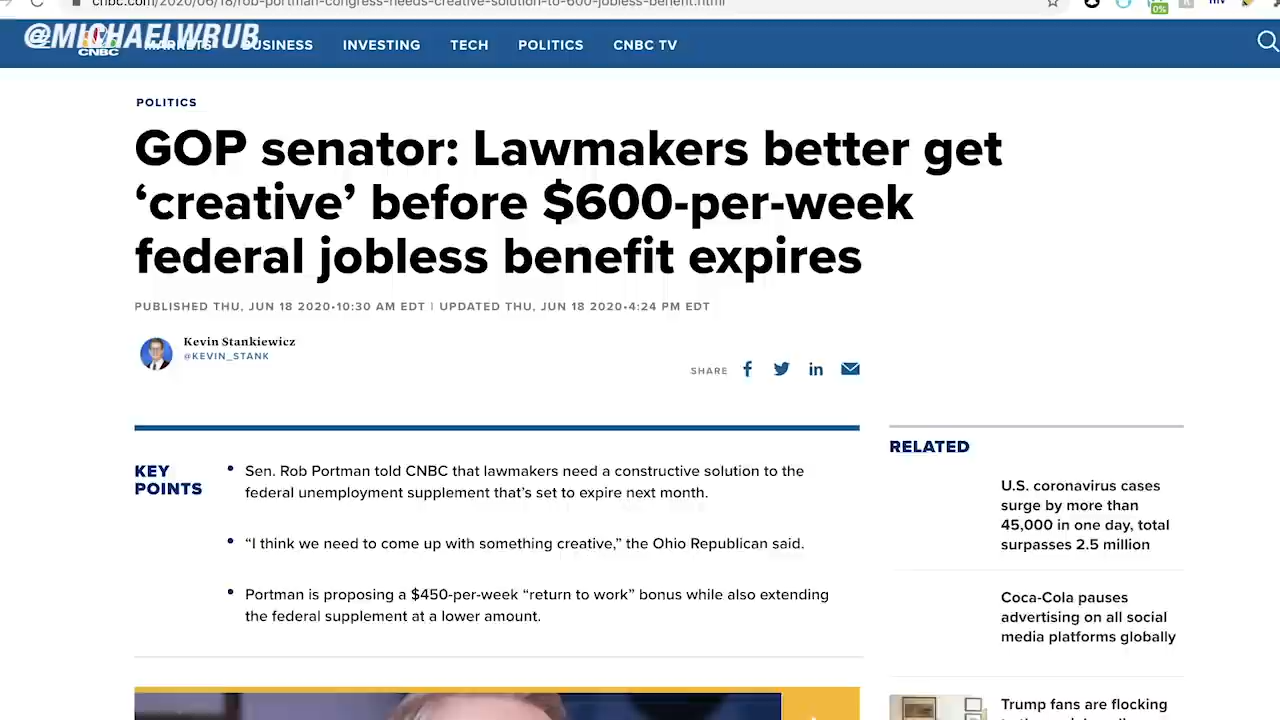 cnbc.com/2020/06/18/rob-portman-congress-needs-creative-solution-to-600-jobless-benefit.html
0%
@MICHAELWRUB
CNBC
MARKETS BUSINESS INVESTING TECH POLITICS CNBC TV
POLITICS
GOP senator: Lawmakers better get
‘creative’ before $600-per-week
federal jobless benefit expires
PUBLISHED THU, JUN 18 2020•10:30 AM EDT | UPDATED THU, JUN 18 2020•4:24 PM EDT
Kevin Stankiewicz
@KEVIN_STANK
SHARE
KEY
POINTS
• Sen. Rob Portman told CNBC that lawmakers need a constructive solution to the
federal unemployment supplement that’s set to expire next month.
• “I think we need to come up with something creative,” the Ohio Republican said.
• Portman is proposing a $450-per-week “return to work” bonus while also extending
the federal supplement at a lower amount.
RELATED
U.S. coronavirus cases
surge by more than
45,000 in one day, total
surpasses 2.5 million
Coca-Cola pauses
advertising on all social
media platforms globally
Trump fans are flocking